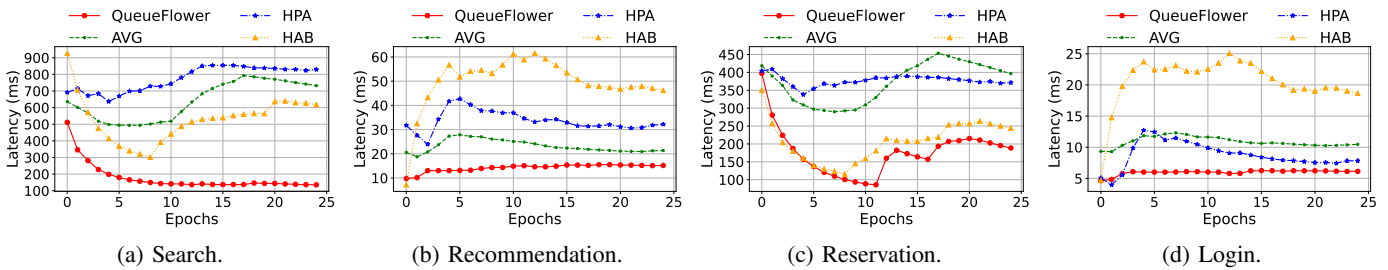 QueueFlower
HPA
AVG
HAB
900
800
700
600
500
400
300
200
100
0
5
10
15
20
25
Latency (ms)
Epochs
(a) Search.
QueueFlower
HPA
AVG
HAB
60
50
40
30
20
10
0
5
10
15
20
25
Latency (ms)
Epochs
(b) Recommendation.
QueueFlower
HPA
AVG
HAB
450
400
350
300
250
200
150
100
0
5
10
15
20
25
Latency (ms)
Epochs
(c) Reservation.
QueueFlower
HPA
AVG
HAB
25
20
15
10
5
0
5
10
15
20
25
Latency (ms)
Epochs
(d) Login.